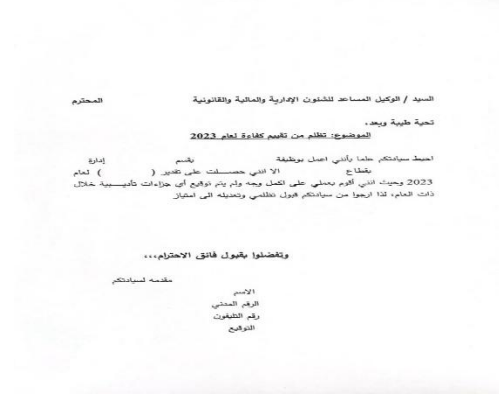 السيد / الوكيل المساعد للشئون الإدارية والمالية والقانونية المحترم
تحية طيبة وبعد،
الموضوع: تظلم من تقييم كفاءة لعام 2023
احيط سيادتكم علما بأنني اعمل بوظيفة بقسم إدارة
بقطاع الا انني حصلت على تقدير ( ) لعام
2023 وحيث انني أقوم بعملي على اكمل وجه ولم يتم توقيع أي جزاءات تأديبية خلال
ذات العام، لذا ارجوا من سيادتكم قبول تظلمي وتعديله الى امتياز
وتفضلوا بقبول فائق الاحترام،،،
مقدمه لسيادتكم
الاسم
الرقم المدني
رقم التليفون
التوقيع